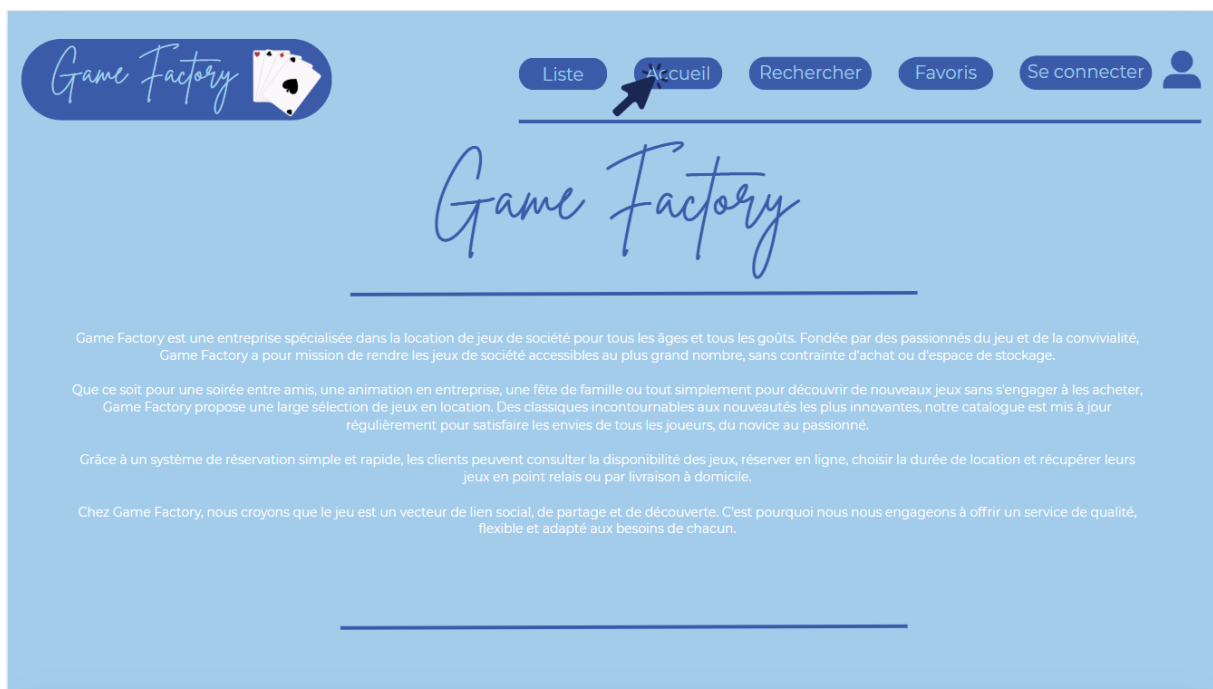 Game Factory
Liste
Accueil
Rechercher
Favoris
Se connecter
Game Factory
Game Factory est une entreprise spécialisée dans la location de jeux de société pour tous les âges et tous les goûts. Fondée par des passionnés du jeu et de la convivialité,
Game Factory a pour mission de rendre les jeux de société accessibles au plus grand nombre, sans contrainte d'achat ou d'espace de stockage.
Que ce soit pour une soirée entre amis, une animation en entreprise, une fête de famille ou tout simplement pour découvrir de nouveaux jeux sans s'engager à les acheter,
Game Factory propose une large sélection de jeux en location. Des classiques incontournables aux nouveautés les plus innovantes, notre catalogue est mis à jour
régulièrement pour satisfaire les envies de tous les joueurs, du novice au passionné.
Grâce à un système de réservation simple et rapide, les clients peuvent consulter la disponibilité des jeux, réserver en ligne, choisir la durée de location et récupérer leurs
jeux en point relais ou par livraison à domicile.
Chez Game Factory, nous croyons que le jeu est un vecteur de lien social, de partage et de découverte. C'est pourquoi nous nous engageons à offrir un service de qualité,
flexible et adapté aux besoins de chacun.